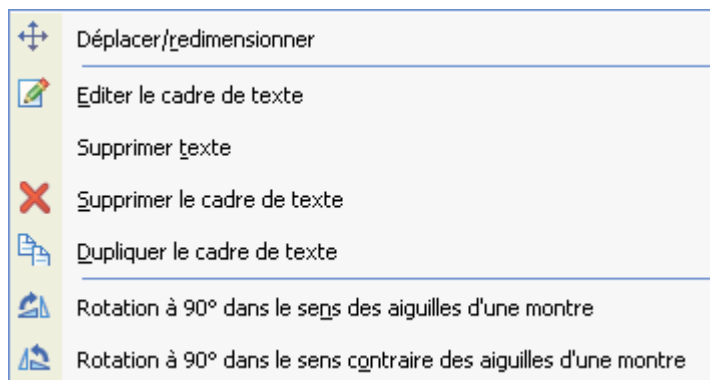 Déplacer/redimensionner
Editer le cadre de texte
Supprimer texte
Supprimer le cadre de texte
Dupliquer le cadre de texte
Rotation à 90° dans le sens des aiguilles d'une montre
Rotation à 90° dans le sens contraire des aiguilles d'une montre